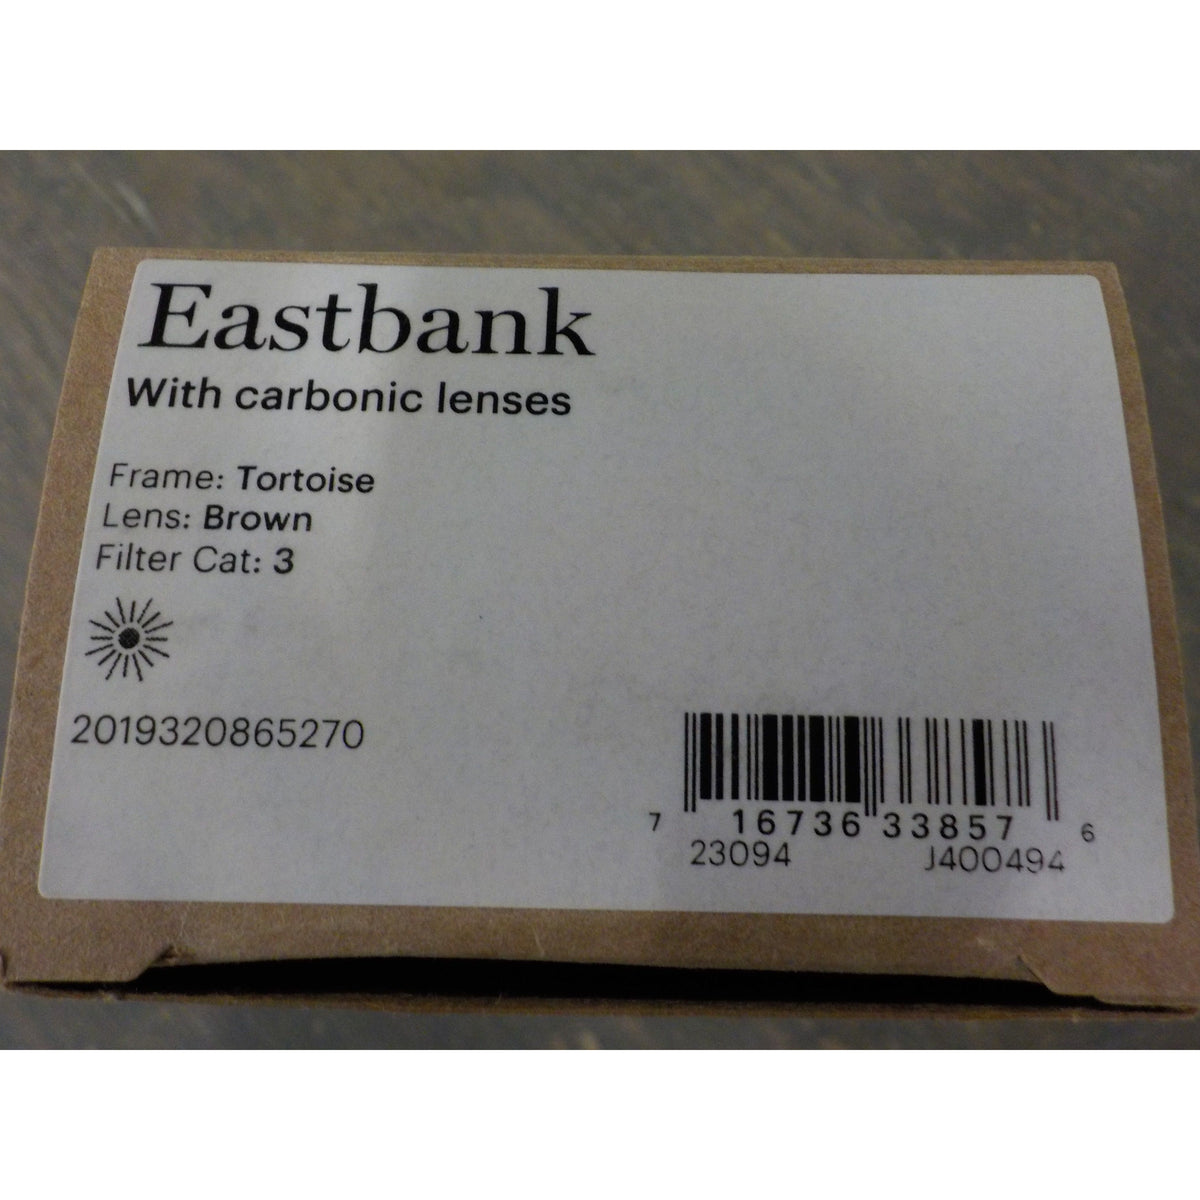 Eastbank
With carbonic lenses
Frame: Tortoise
Lens: Brown
Filter Cat: 3
2019320865270
7 16736 33857 6
23094 J400494